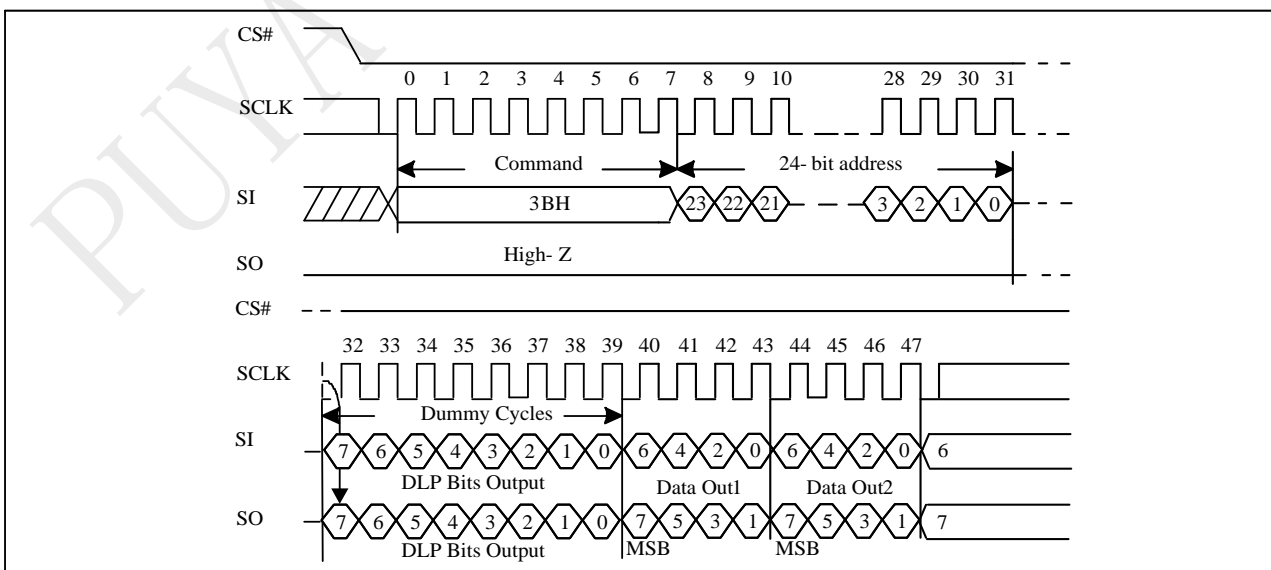 PUYA
CS#
0 1 2 3 4 5 6 7 8 9 10 28 29 30 31
SCLK
Command 24- bit address
SI 3BH 23 22 21 3 2 1 0
High- Z
SO
CS#
32 33 34 35 36 37 38 39 40 41 42 43 44 45 46 47
SCLK
Dummy Cycles
SI 7 6 5 4 3 2 1 0 6 4 2 0 6 4 2 0 6
DLP Bits Output Data Out1 Data Out2
SO 7 6 5 4 3 2 1 0 7 5 3 1 7 5 3 1 7
DLP Bits Output MSB MSB